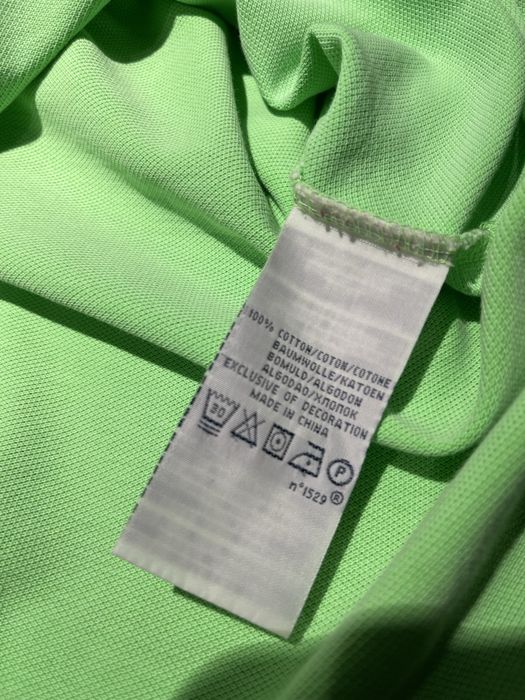 100% COTTON/COTON/COTONE
BAUMWOLLE/KATOEN
BOMULD/ALGODON
ALGODAO/ХЛОПОК
EXCLUSIVE OF DECORATION
MADE IN CHINA
30
P
n°1529 ®